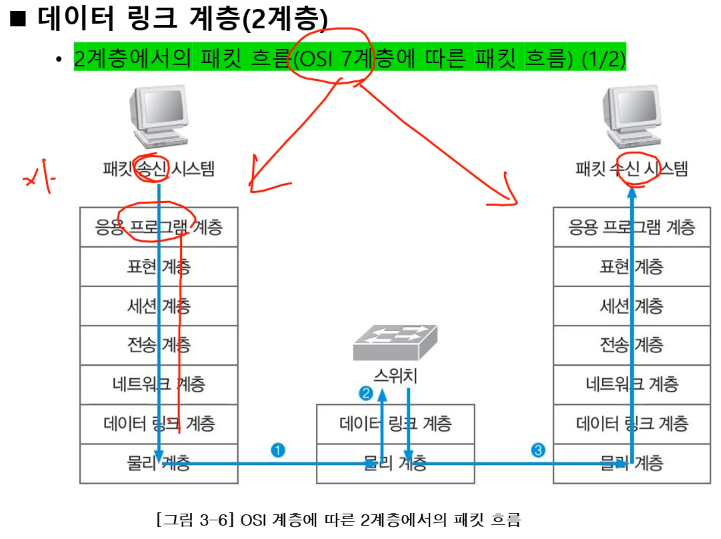 ■ 데이터 링크 계층(2계층)
• 2계층에서의 패킷 흐름(OSI 7계층에 따른 패킷 흐름) (1/2)
패킷 송신 시스템
패킷 수신 시스템
응용 프로그램 계층
표현 계층
세션 계층
전송 계층
네트워크 계층
데이터 링크 계층
물리 계층
스위치
데이터 링크 계층
물리 계층
응용 프로그램 계층
표현 계층
세션 계층
전송 계층
네트워크 계층
데이터 링크 계층
물리 계층
❶
❷
❸
[그림 3-6] OSI 계층에 따른 2계층에서의 패킷 흐름